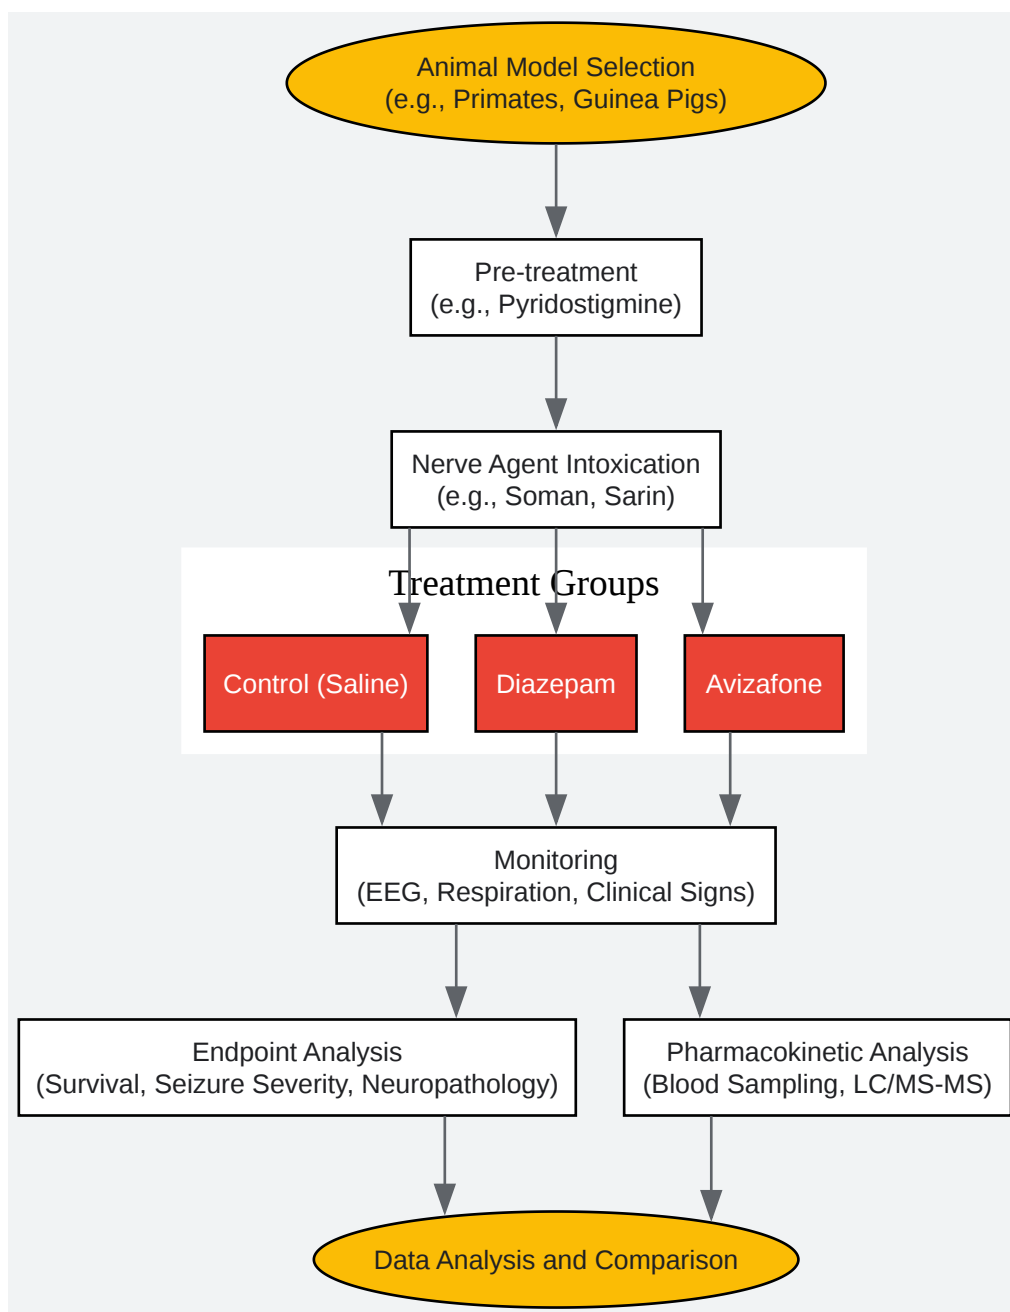 Animal Model Selection
(e.g., Primates, Guinea Pigs)
Pre-treatment
(e.g., Pyridostigmine)
Nerve Agent Intoxication
(e.g., Soman, Sarin)
Treatment Groups
Control (Saline)
Diazepam
Avizafone
Monitoring
(EEG, Respiration, Clinical Signs)
Endpoint Analysis
(Survival, Seizure Severity, Neuropathology)
Pharmacokinetic Analysis
(Blood Sampling, LC/MS-MS)
Data Analysis and Comparison